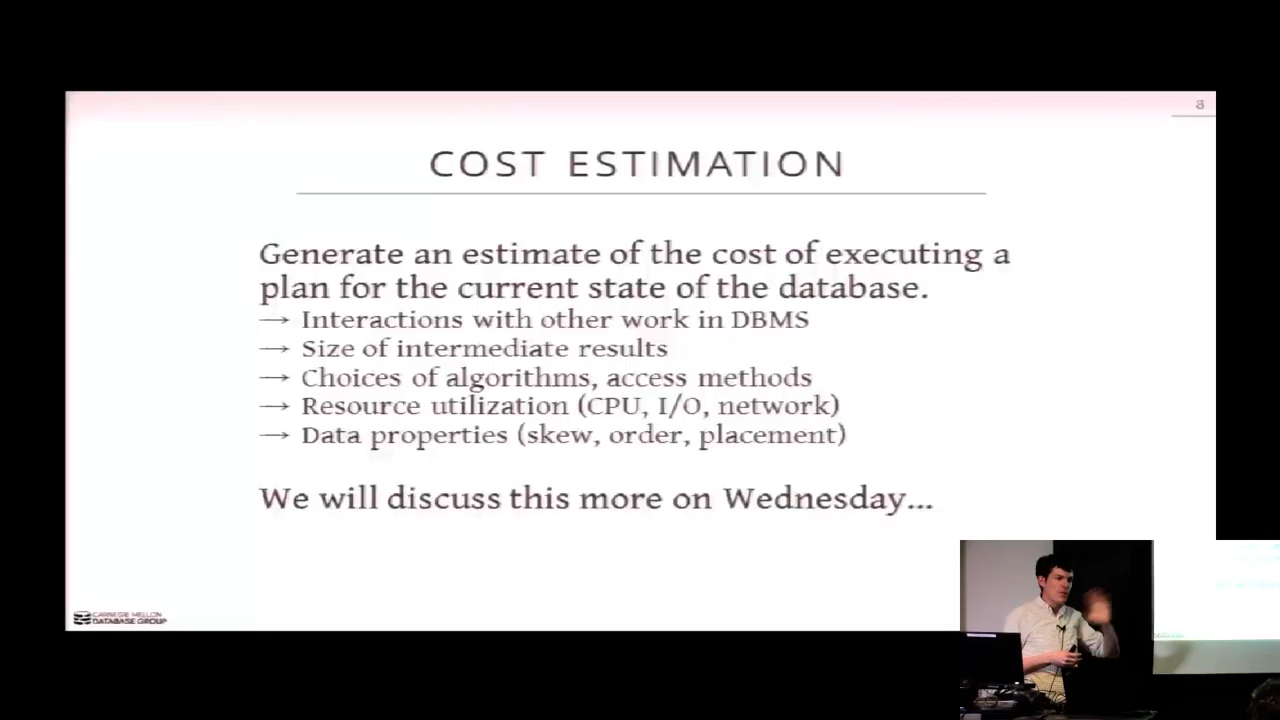 8
COST ESTIMATION
Generate an estimate of the cost of executing a
plan for the current state of the database.
→ Interactions with other work in DBMS
→ Size of intermediate results
→ Choices of algorithms, access methods
→ Resource utilization (CPU, I/O, network)
→ Data properties (skew, order, placement)
We will discuss this more on Wednesday...
CARNEGIE MELLON
DATABASE GROUP